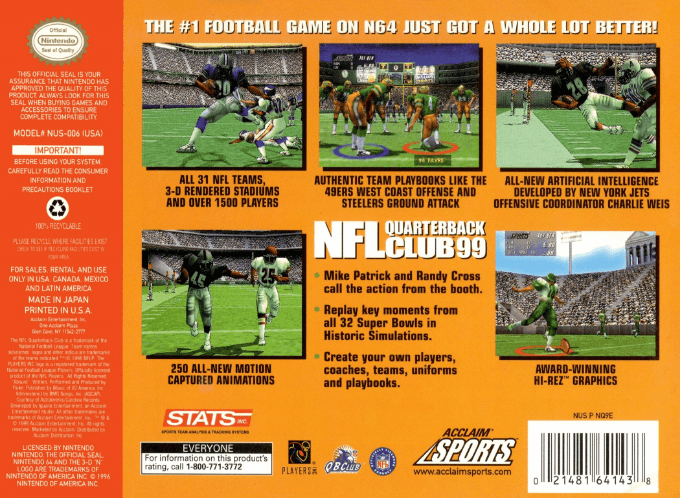 Official
Nintendo
Seal of Quality
THIS OFFICIAL SEAL IS YOUR
ASSURANCE THAT NINTENDO HAS
APPROVED THE QUALITY OF THIS
PRODUCT. ALWAYS LOOK FOR THIS
SEAL WHEN BUYING GAMES AND
ACCESSORIES TO ENSURE
COMPLETE COMPATIBILITY.
MODEL# NUS-006 (USA)
IMPORTANT!
BEFORE USING YOUR SYSTEM
CAREFULLY READ THE CONSUMER
INFORMATION AND
PRECAUTIONS BOOKLET
100% RECYCLABLE
PLEASE RECYCLE WHERE FACILITIES EXIST
FOR SALES, RENTAL AND USE
ONLY IN USA, CANADA, MEXICO
AND LATIN AMERICA
MADE IN JAPAN
PRINTED IN U.S.A.
Acclaim Entertainment, Inc.
One Acclaim Plaza
Glen Cove, NY 11542-2777
LICENSED BY NINTENDO
NINTENDO, THE OFFICIAL SEAL,
NINTENDO 64 AND THE 3-D "N"
LOGO ARE TRADEMARKS OF
NINTENDO OF AMERICA INC. © 1996
NINTENDO OF AMERICA INC.
THE #1 FOOTBALL GAME ON N64 JUST GOT A WHOLE LOT BETTER!
ALL 31 NFL TEAMS,
3-D RENDERED STADIUMS
AND OVER 1500 PLAYERS
AUTHENTIC TEAM PLAYBOOKS LIKE THE
49ERS WEST COAST OFFENSE AND
STEELERS GROUND ATTACK
ALL-NEW ARTIFICIAL INTELLIGENCE
DEVELOPED BY NEW YORK JETS
OFFENSIVE COORDINATOR CHARLIE WEIS
NFL QUARTERBACK
CLUB 99
• Mike Patrick and Randy Cross
call the action from the booth.
• Replay key moments from
all 32 Super Bowls in
Historic Simulations.
• Create your own players,
coaches, teams, uniforms
and playbooks.
250 ALL-NEW MOTION
CAPTURED ANIMATIONS
AWARD-WINNING
HI-REZ™ GRAPHICS
NUS P NQ9E
STATS INC.
SPORTS TEAM ANALYSIS & TRACKING SYSTEMS
EVERYONE
For information on this product's
rating, call 1-800-771-3772
PLAYERS
QB Club
NFL
ACCLAIM
SPORTS
www.acclaimsports.com
0 21481 64143 8